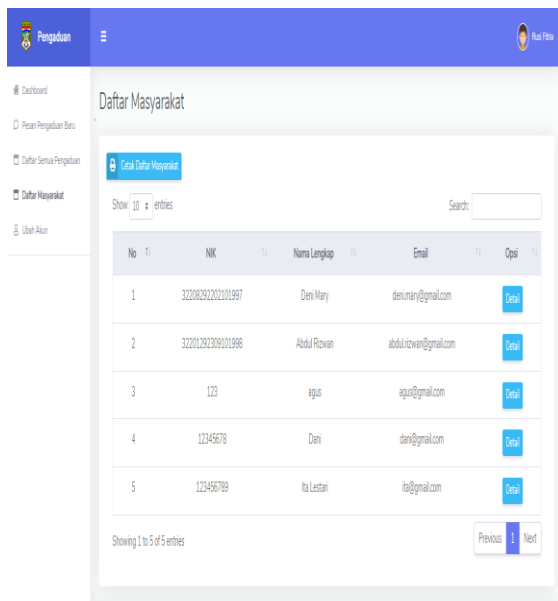 Pengaduan
Rusi Fitria
Dashboard
Pesan Pengaduan Baru
Daftar Semua Pengaduan
Daftar Masyarakat
Ubah Akun
Daftar Masyarakat
Cetak Daftar Masyarakat
Show 10 entries
Search:
No NIK Nama Lengkap Email Opsi
1 32208292202101997 Deni Mary deni.mary@gmail.com Detail
2 32201292309101998 Abdul Rizwan abdul.rizwan@gmail.com Detail
3 123 agus agus@gmail.com Detail
4 12345678 Dani dani@gmail.com Detail
5 123456789 Ita Lestari ita@gmail.com Detail
Showing 1 to 5 of 5 entries
Previous 1 Next